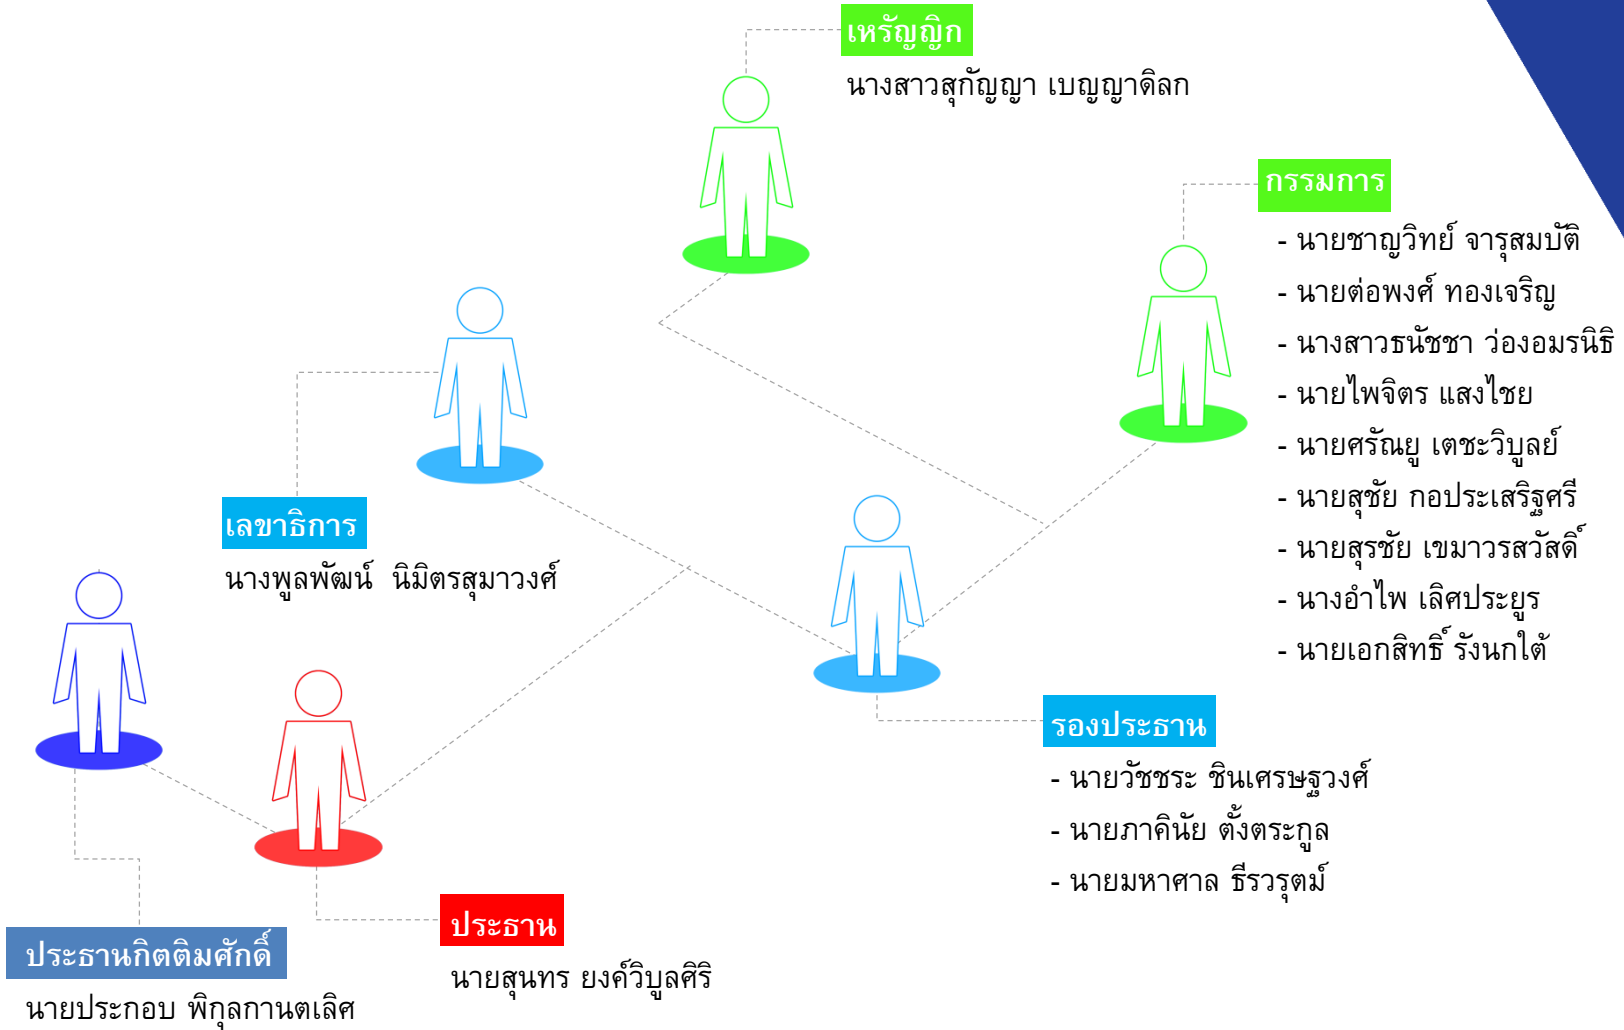 เหรัญญิก
นางสาวสุกัญญา เบญญาดิลก
กรรมการ
- นายชาญวิทย์ จารุสมบัติ
- นายต่อพงศ์ ทองเจริญ
- นางสาวธนัชชา ว่องอมรนิธิ
- นายไพจิตร แสงไชย
- นายศรัณยู เตชะวิบูลย์
- นายสุชัย กอประเสริฐศรี
- นายสุรชัย เขมาวรสวัสดิ์
- นางอำไพ เลิศประยูร
- นายเอกสิทธิ์ รังนกใต้
เลขาธิการ
นางพูลพัฒน์ นิมิตรสุมาวงศ์
รองประธาน
- นายวัชชระ ชินเศรษฐวงศ์
- นายภาคินัย ตั้งตระกูล
- นายมหาศาล ธีรวรุตม์
ประธาน
นายสุนทร ยงค์วิบูลศิริ
ประธานกิตติมศักดิ์
นายประกอบ พิกุลกานตเลิศ